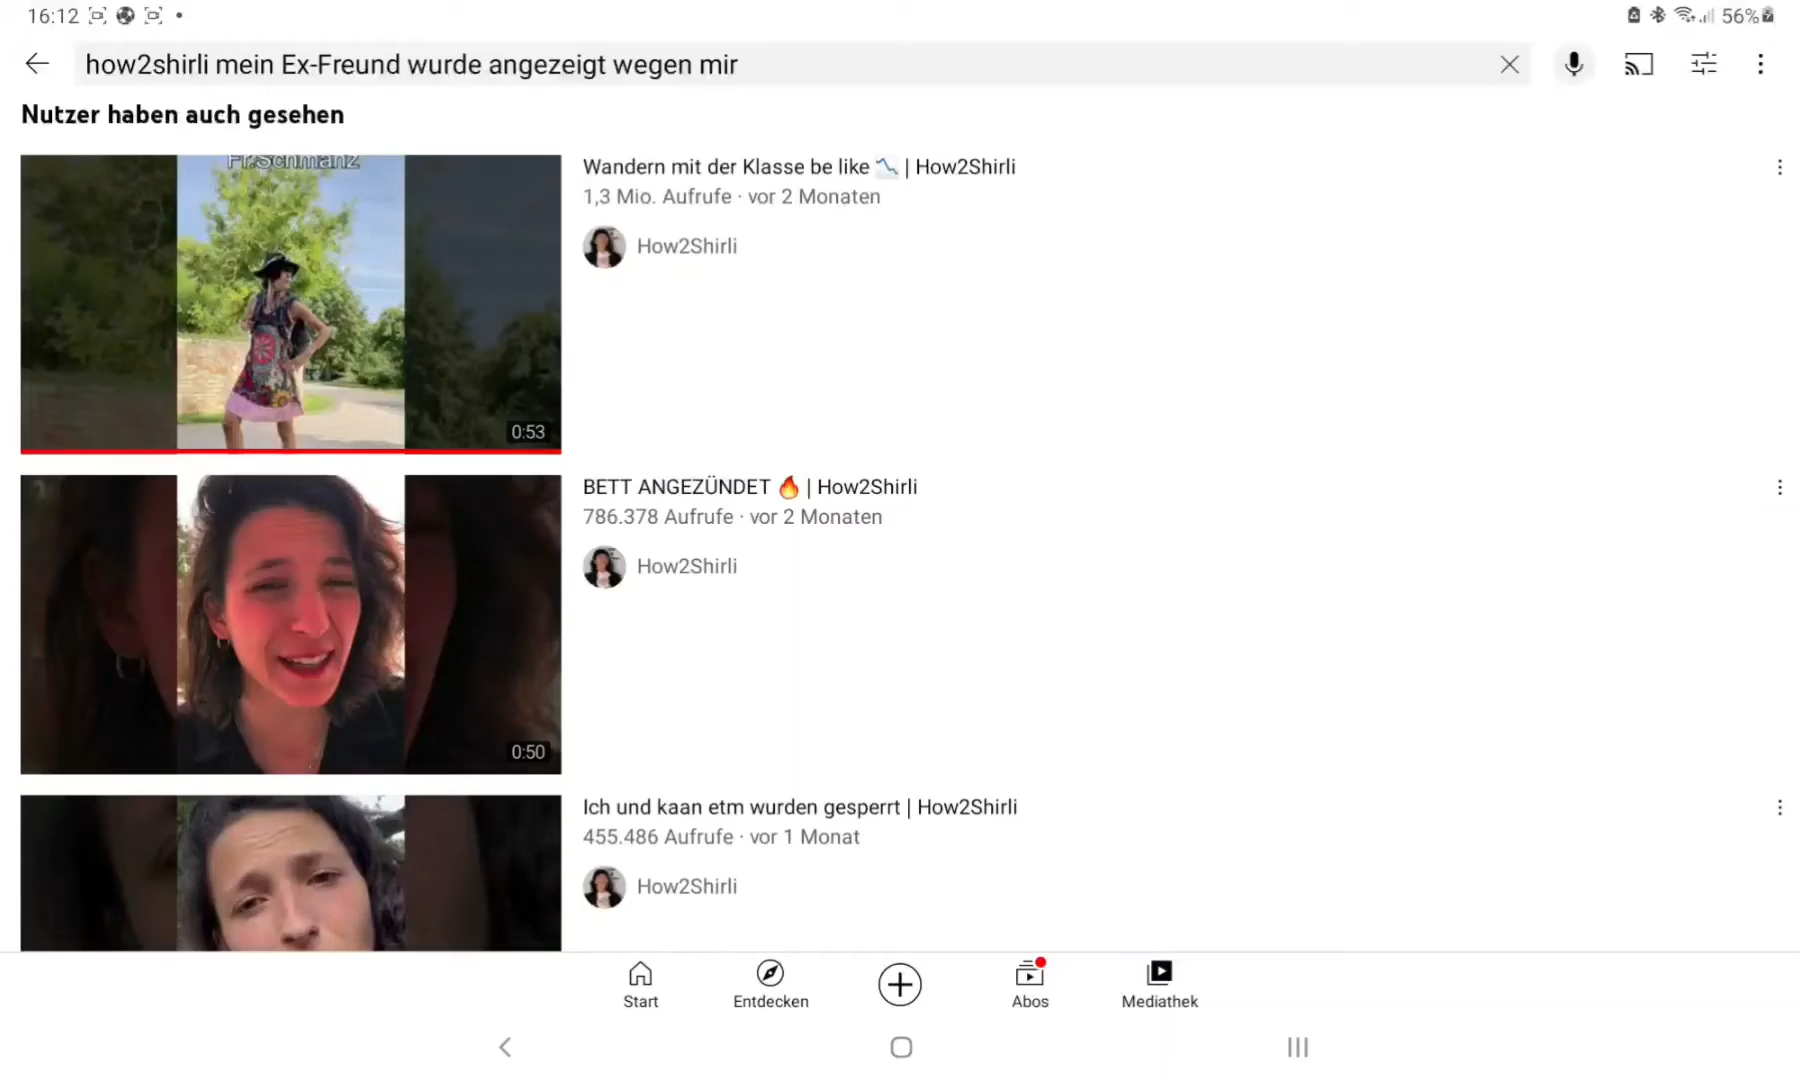 16:12
56%
how2shirli mein Ex-Freund wurde angezeigt wegen mir
Nutzer haben auch gesehen
Fr.Schmanz
0:53
Wandern mit der Klasse be like 📉 | How2Shirli
1,3 Mio. Aufrufe · vor 2 Monaten
How2Shirli
0:50
BETT ANGEZÜNDET 🔥 | How2Shirli
786.378 Aufrufe · vor 2 Monaten
How2Shirli
Ich und kaan etm wurden gesperrt | How2Shirli
455.486 Aufrufe · vor 1 Monat
How2Shirli
Start
Entdecken
Abos
Mediathek